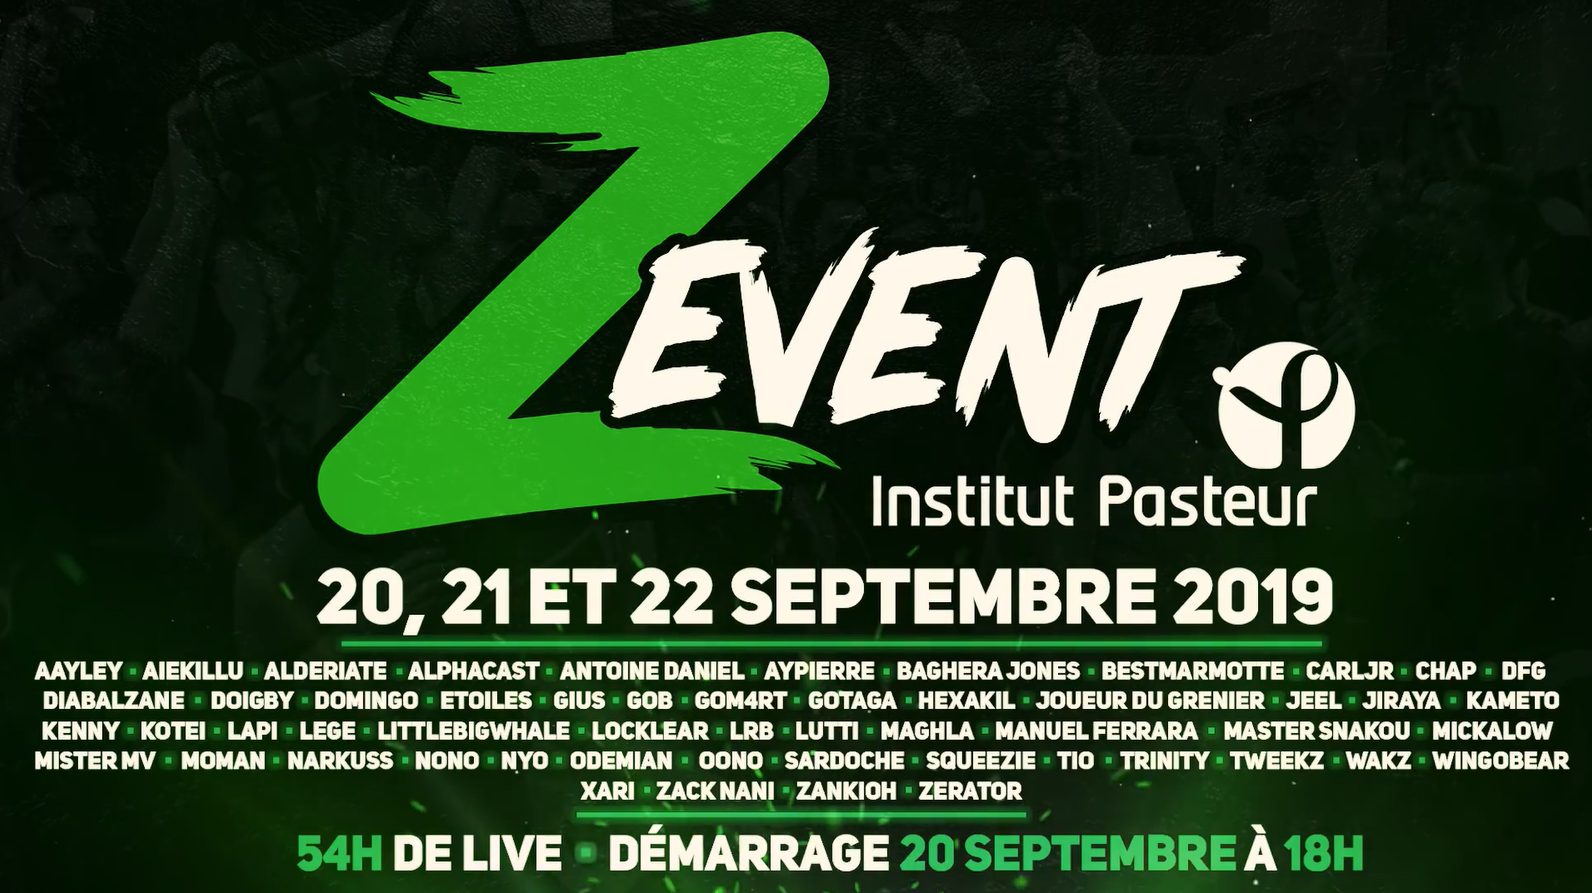 ZEVENT
Institut Pasteur
20, 21 ET 22 SEPTEMBRE 2019
AAYLEY • AIEKILLU • ALDERIATE • ALPHACAST • ANTOINE DANIEL • AYPIERRE • BAGHERA JONES • BESTMARMOTTE • CARLJR • CHAP • DFG
DIABALZANE • DOIGBY • DOMINGO • ETOILES • GIUS • GOB • GOM4RT • GOTAGA • HEXAKIL • JOUEUR DU GRENIER • JEEL • JIRAYA • KAMETO
KENNY • KOTEI • LAPI • LEGE • LITTLEBIGWHALE • LOCKLEAR • LRB • LUTTI • MAGHLA • MANUEL FERRARA • MASTER SNAKOU • MICKALOW
MISTER MV • MOMAN • NARKUSS • NONO • NYO • ODEMIAN • OONO • SARDOCHE • SQUEEZIE • TIO • TRINITY • TWEEKZ • WAKZ • WINGOBEAR
XARI • ZACK NANI • ZANKIOH • ZERATOR
54H DE LIVE • DÉMARRAGE 20 SEPTEMBRE À 18H